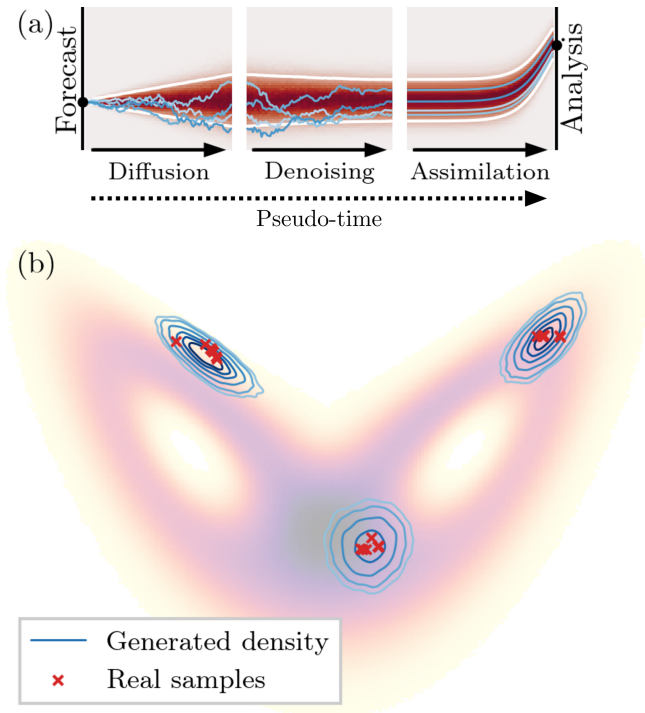 (a)
Forecast
Analysis
Diffusion
Denoising
Assimilation
Pseudo-time
(b)
Generated density
Real samples